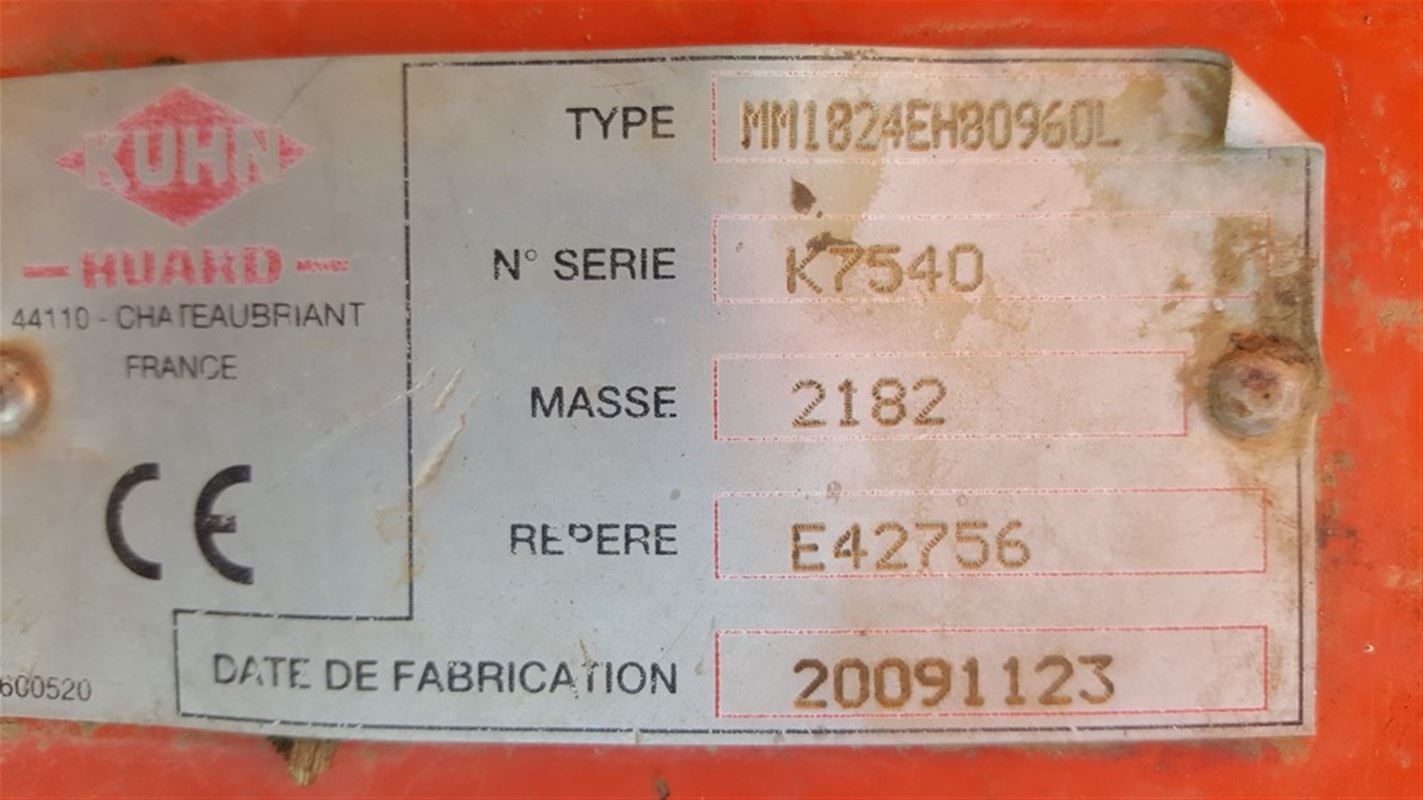 KUHN
HUARD
44110 - CHATEAUBRIANT
FRANCE
CE
TYPE MM1824EH80960L
N° SERIE K7540
MASSE 2182
REPERE E42756
DATE DE FABRICATION 20091123
600520